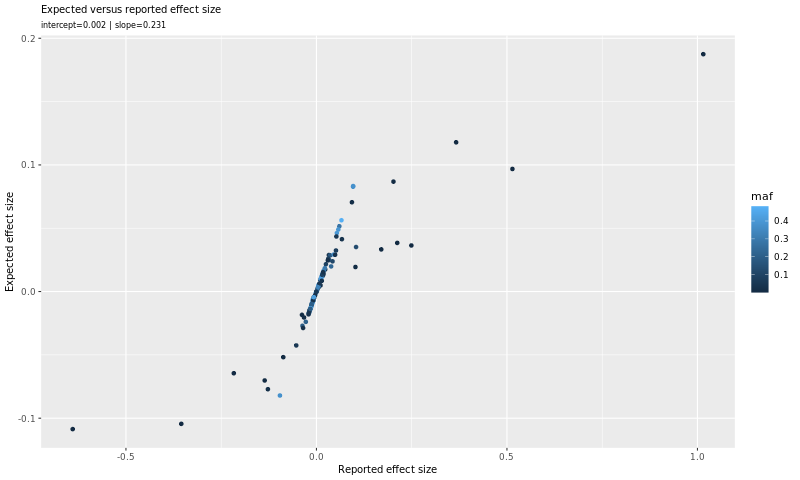 Expected versus reported effect size
intercept=0.002 | slope=0.231
0.2
0.1
0.0
-0.1
Expected effect size
-0.5
0.0
0.5
1.0
Reported effect size
maf
0.4
0.3
0.2
0.1